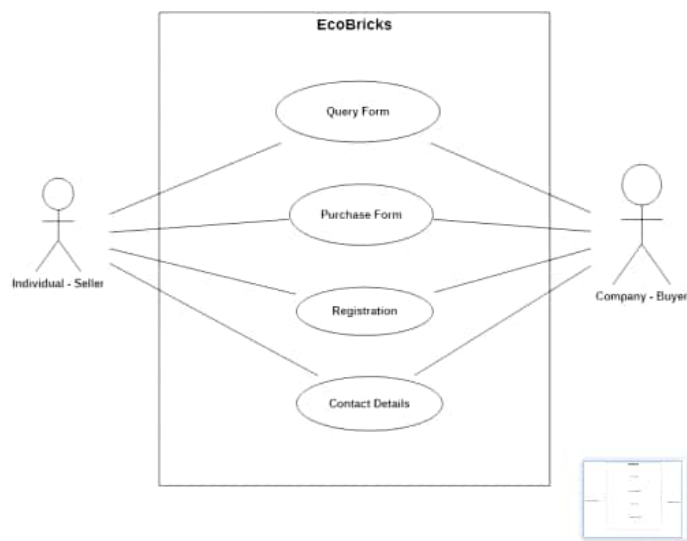 EcoBricks
Query Form
Purchase Form
Individual - Seller
Company - Buyer
Registration
Contact Details